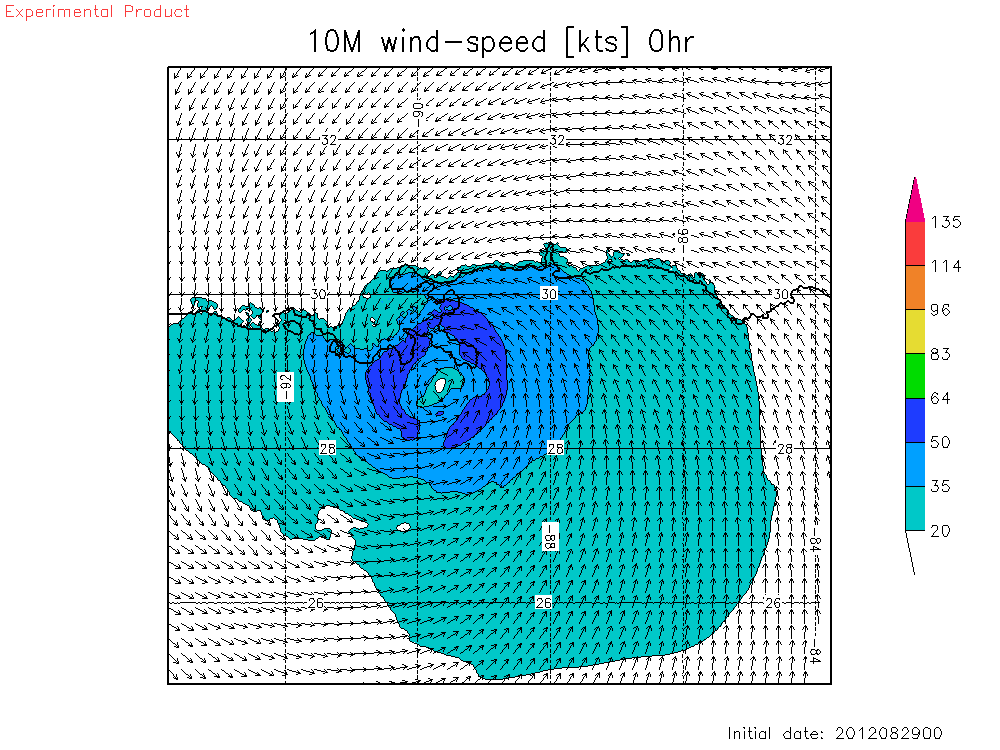 Experimental Product
10M wind-speed [kts] 0hr
-90
32 32 32
-86
135
114
96
83
64
50
35
20
30 30 30
-92
28 28 28
-88
-84
26 26 26
-84
Initial date: 2012082900